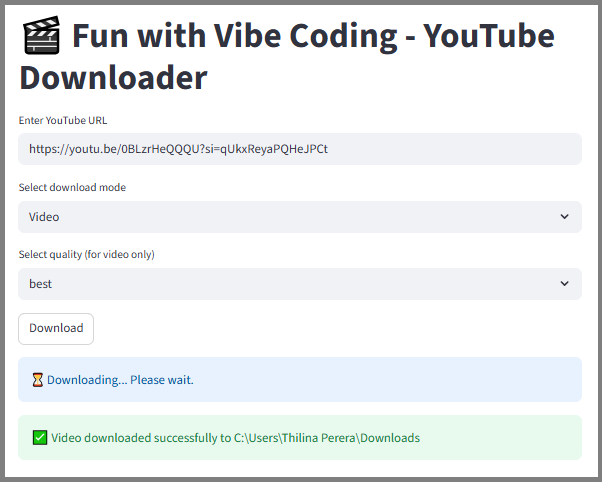 🎬 Fun with Vibe Coding - YouTube
Downloader
Enter YouTube URL
https://youtu.be/0BLzrHeQQQU?si=qUkxReyaPQHeJPCt
Select download mode
Video
Select quality (for video only)
best
Download
⏳ Downloading... Please wait.
✅ Video downloaded successfully to C:\Users\Thilina Perera\Downloads